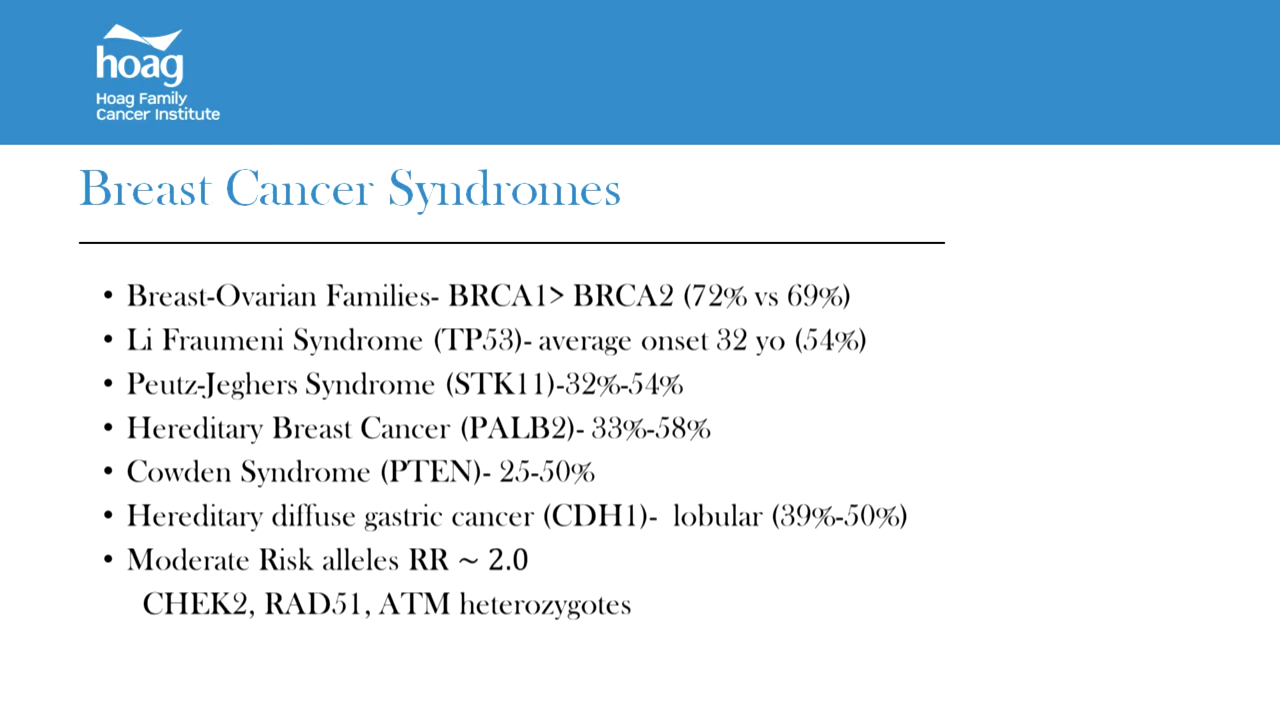 hoag
Hoag Family
Cancer Institute
Breast Cancer Syndromes
• Breast-Ovarian Families- BRCA1> BRCA2 (72% vs 69%)
• Li Fraumeni Syndrome (TP53)- average onset 32 yo (54%)
• Peutz-Jeghers Syndrome (STK11)-32%-54%
• Hereditary Breast Cancer (PALB2)- 33%-58%
• Cowden Syndrome (PTEN)- 25-50%
• Hereditary diffuse gastric cancer (CDH1)-  lobular (39%-50%)
• Moderate Risk alleles RR ~ 2.0
CHEK2, RAD51, ATM heterozygotes